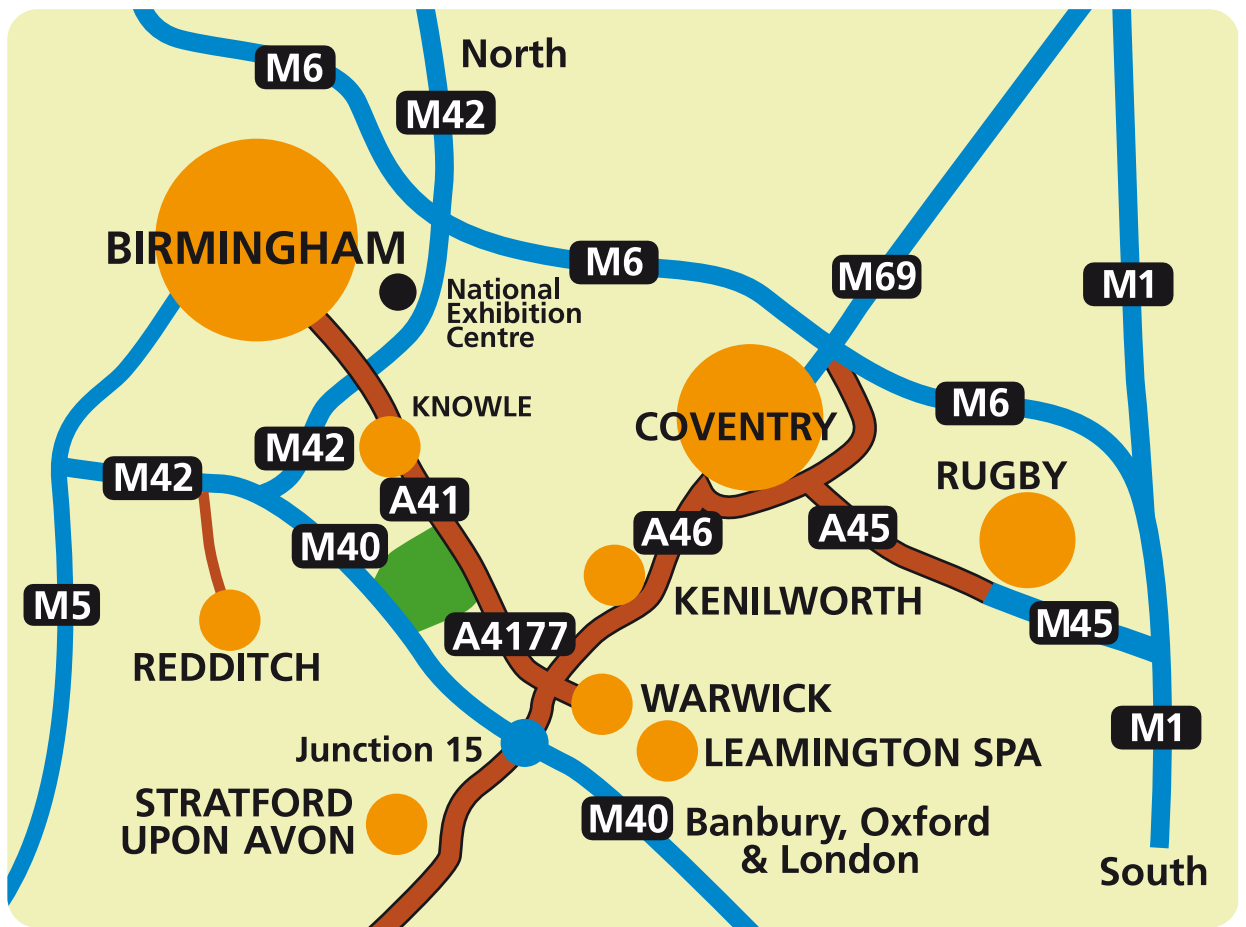 North
M6
M42
BIRMINGHAM
M6
M69
M1
National
Exhibition
Centre
KNOWLE
M6
COVENTRY
M42
M42
RUGBY
A41
A46
A45
M40
M5
KENILWORTH
M45
A4177
REDDITCH
WARWICK
M1
Junction 15
LEAMINGTON SPA
STRATFORD
UPON AVON
M40
Banbury, Oxford
& London
South